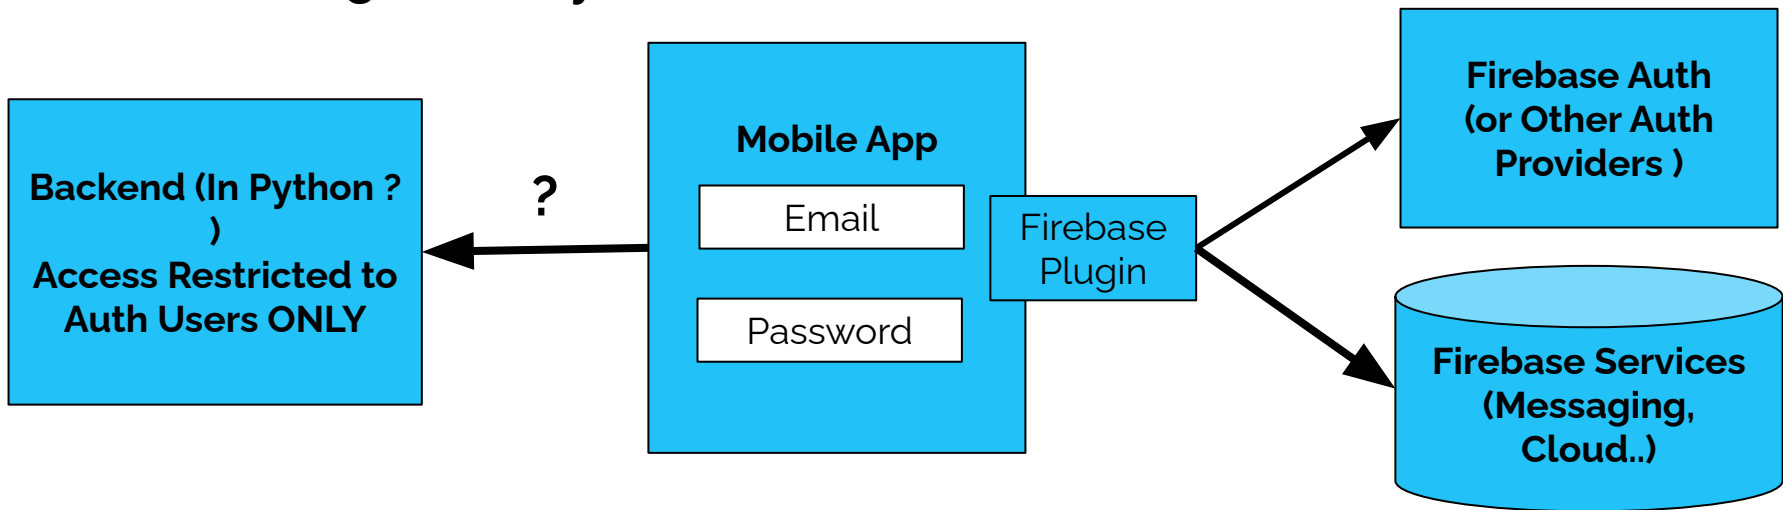 Backend (In Python ?
)
Access Restricted to
Auth Users ONLY
?
Mobile App
Email
Password
Firebase
Plugin
Firebase Auth
(or Other Auth
Providers )
Firebase Services
(Messaging,
Cloud..)